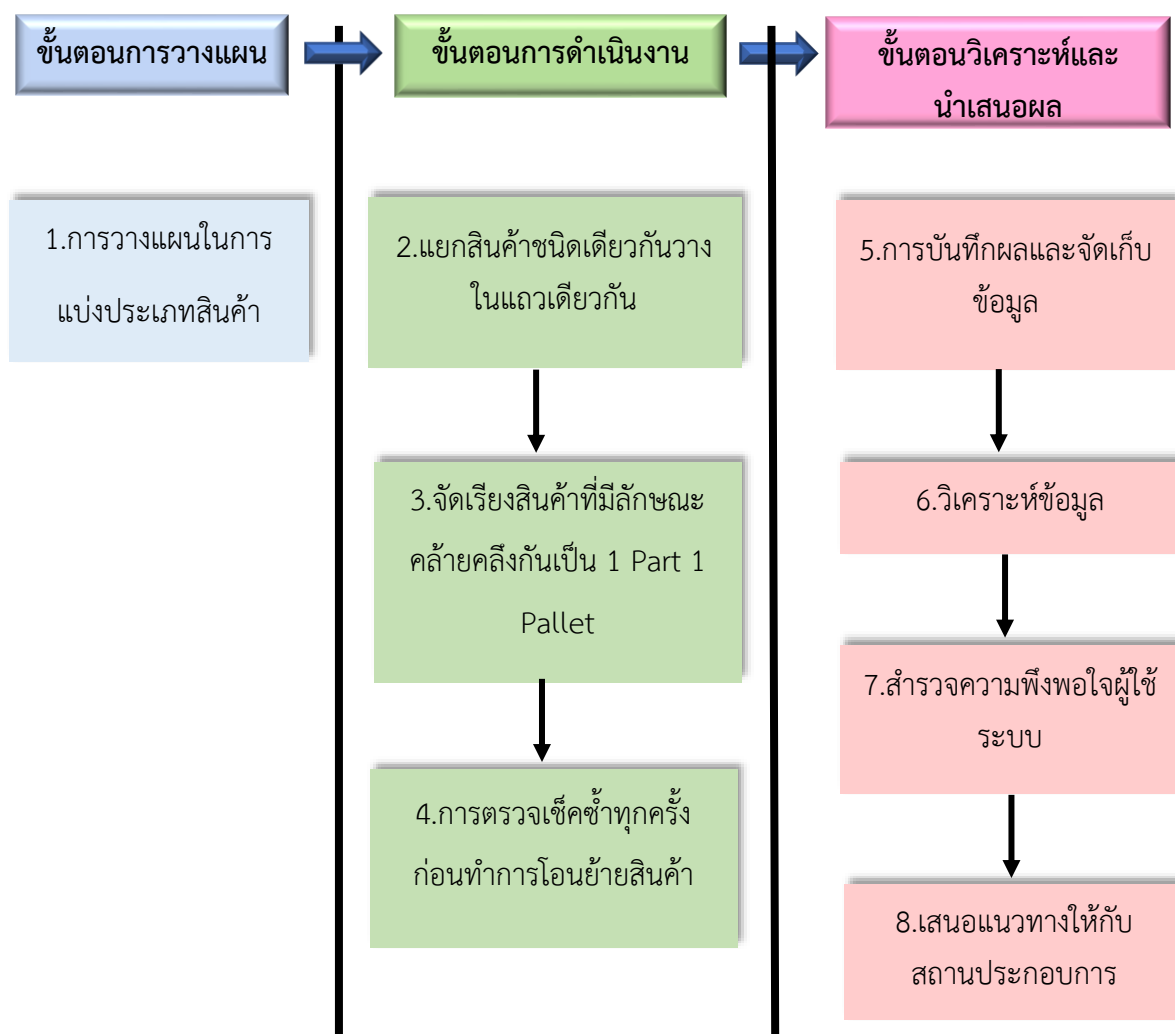 ขั้นตอนการวางแผน
ขั้นตอนการดำเนินงาน
ขั้นตอนวิเคราะห์และ
นำเสนอผล
1.การวางแผนในการ
แบ่งประเภทสินค้า
2.แยกสินค้าชนิดเดียวกันวาง
ในแถวเดียวกัน
3.จัดเรียงสินค้าที่มีลักษณะ
คล้ายคลึงกันเป็น 1 Part 1
Pallet
4.การตรวจเช็คซ้ำทุกครั้ง
ก่อนทำการโอนย้ายสินค้า
5.การบันทึกผลและจัดเก็บ
ข้อมูล
6.วิเคราะห์ข้อมูล
7.สำรวจความพึงพอใจผู้ใช้
ระบบ
8.เสนอแนวทางให้กับ
สถานประกอบการ